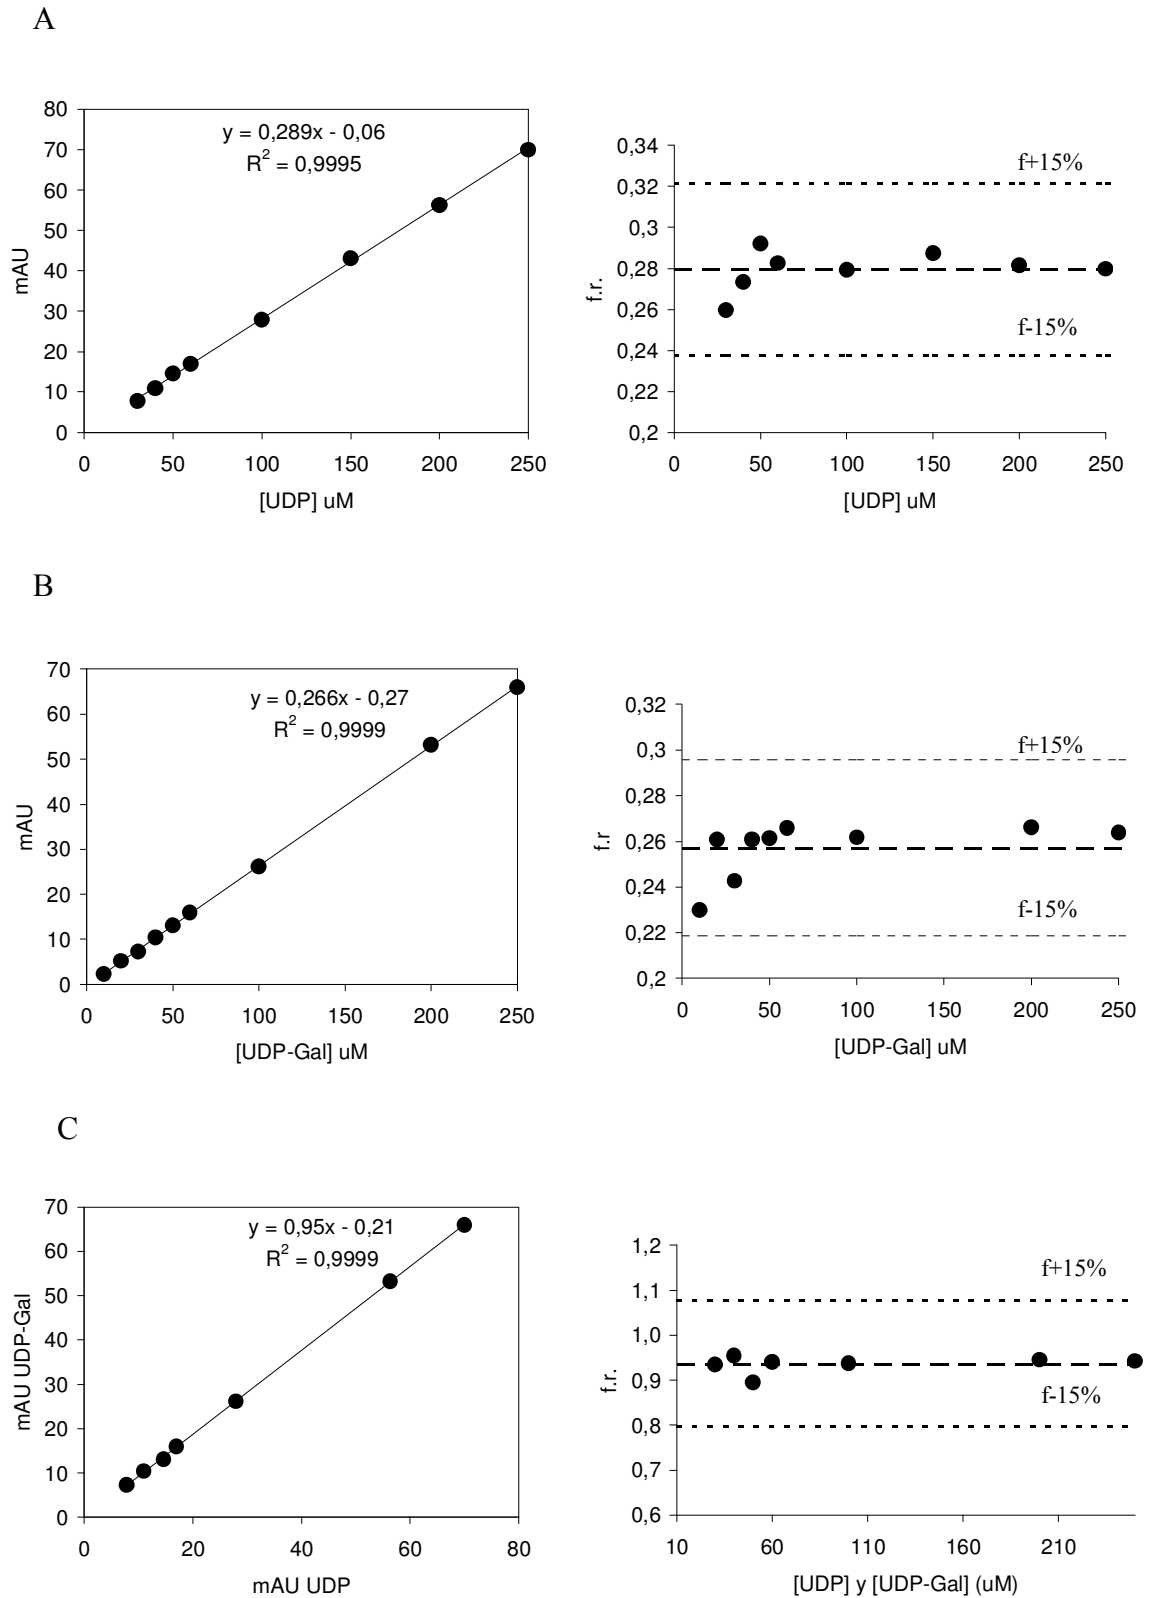 A
80
70
60
50
40
30
20
10
0
mAU
y = 0,289x - 0,06
R² = 0,9995
0 50 100 150 200 250
[UDP] uM
0,34
0,32
0,3
0,28
0,26
0,24
0,22
0,2
f.r.
f+15%
f-15%
0 50 100 150 200 250
[UDP] uM
B
70
60
50
40
30
20
10
0
mAU
y = 0,266x - 0,27
R² = 0,9999
0 50 100 150 200 250
[UDP-Gal] uM
0,32
0,3
0,28
0,26
0,24
0,22
0,2
f.r
f+15%
f-15%
0 50 100 150 200 250
[UDP-Gal] uM
C
70
60
50
40
30
20
10
0
mAU UDP-Gal
y = 0,95x - 0,21
R² = 0,9999
0 20 40 60 80
mAU UDP
1,2
1,1
1,0
0,9
0,8
0,7
0,6
f.r.
f+15%
f-15%
10 60 110 160 210
[UDP] y [UDP-Gal] (uM)